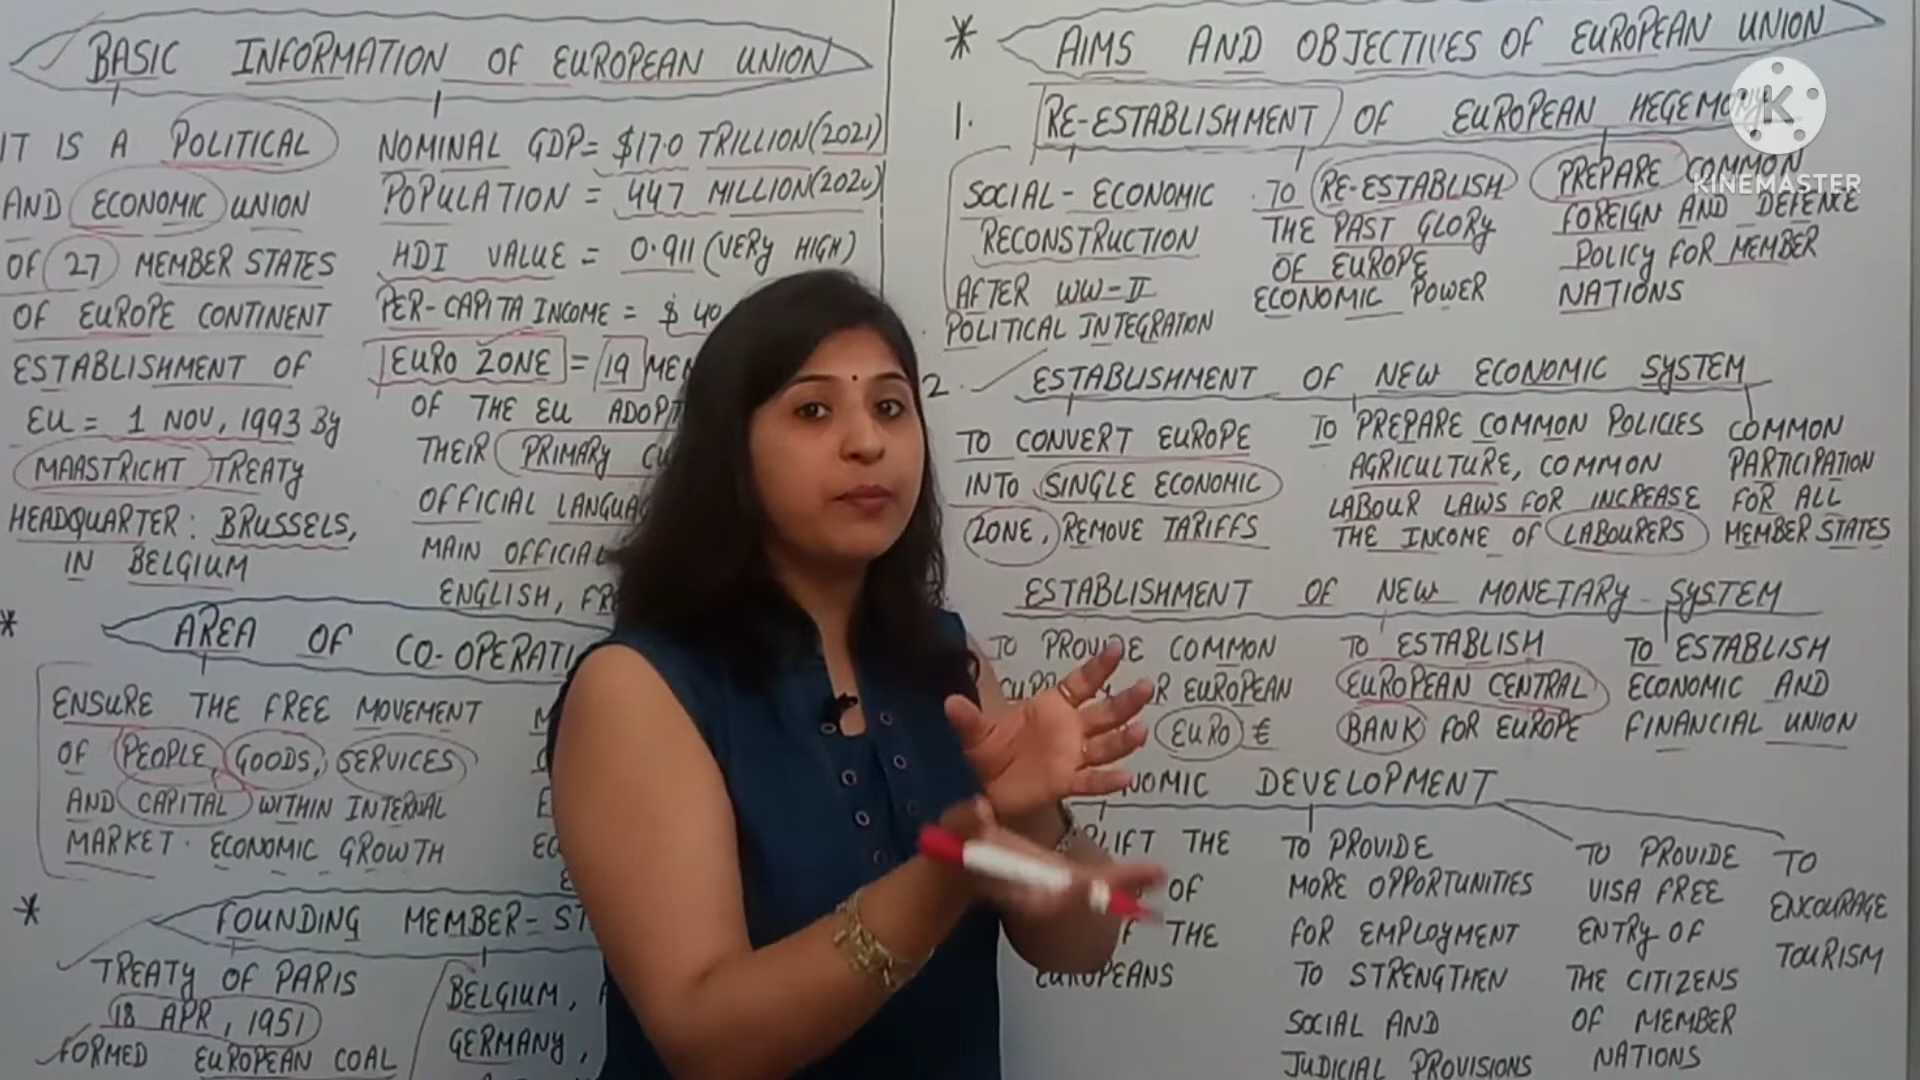 BASIC INFORMATION OF EUROPEAN UNION
IT IS A POLITICAL
AND ECONOMIC UNION
OF 27 MEMBER STATES
OF EUROPE CONTINENT
ESTABLISHMENT OF
EU = 1 NOV, 1993 By
MAASTRICHT TREATY
HEADQUARTER: BRUSSELS,
IN BELGIUM
NOMINAL GDP= $17.0 TRILLION(2021)
POPULATION = 447 MILLION(2020)
HDI VALUE = 0.911 (VERY HIGH)
PER-CAPITA INCOME = $ 40
EURO ZONE = 19
OF THE EU
THEIR PRIMARY
OFFICIAL
MAIN OFFICIAL
ENGLISH,
* AREA OF CO-OPERATI
ENSURE THE FREE MOVEMENT
OF PEOPLE, GOODS, SERVICES
AND CAPITAL WITHIN INTERNAL
MARKET. ECONOMIC GROWTH
* FOUNDING MEMBER-ST
TREATY OF PARIS
18 APR, 1951
FORMED EUROPEAN COAL
BELGIUM,
GERMANY,
* AIMS AND OBJECTIVES OF EUROPEAN UNION
1. RE-ESTABLISHMENT OF EUROPEAN HEGEMONY
SOCIAL-ECONOMIC
RECONSTRUCTION
AFTER WW-II
POLITICAL INTEGRATION
TO RE-ESTABLISH
THE PAST GLORY
OF EUROPE
ECONOMIC POWER
PREPARE COMMON
FOREIGN AND DEFENCE
POLICY FOR MEMBER
NATIONS
KINEMASTER
2. ESTABLISHMENT OF NEW ECONOMIC SYSTEM
TO CONVERT EUROPE
INTO SINGLE ECONOMIC
ZONE, REMOVE TARIFFS
TO PREPARE COMMON POLICIES
AGRICULTURE, COMMON
LABOUR LAWS FOR INCREASE
THE INCOME OF LABOURERS
COMMON
PARTICIPATION
FOR ALL
MEMBER STATES
ESTABLISHMENT OF NEW MONETARY SYSTEM
TO PROVIDE COMMON
EUROPEAN
EURO €
TO ESTABLISH
EUROPEAN CENTRAL
BANK FOR EUROPE
TO ESTABLISH
ECONOMIC AND
FINANCIAL UNION
NOMIC DEVELOPMENT
LIFT THE
OF
THE
EUROPEANS
TO PROVIDE
MORE OPPORTUNITIES
FOR EMPLOYMENT
TO STRENGTHEN
SOCIAL AND
JUDICIAL PROVISIONS
TO PROVIDE
VISA FREE
ENTRY OF
THE CITIZENS
OF MEMBER
NATIONS
TO
ENCOURAGE
TOURISM